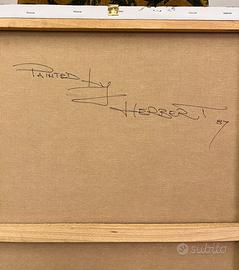 PAINTED by
HERBERT
87
subito